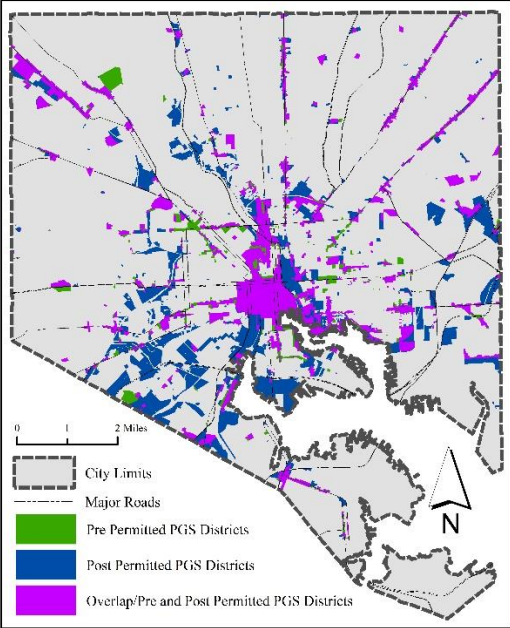 0 1 2 Miles
City Limits
Major Roads
Pre Permitted PGS Districts
Post Permitted PGS Districts
Overlap/Pre and Post Permitted PGS Districts
N